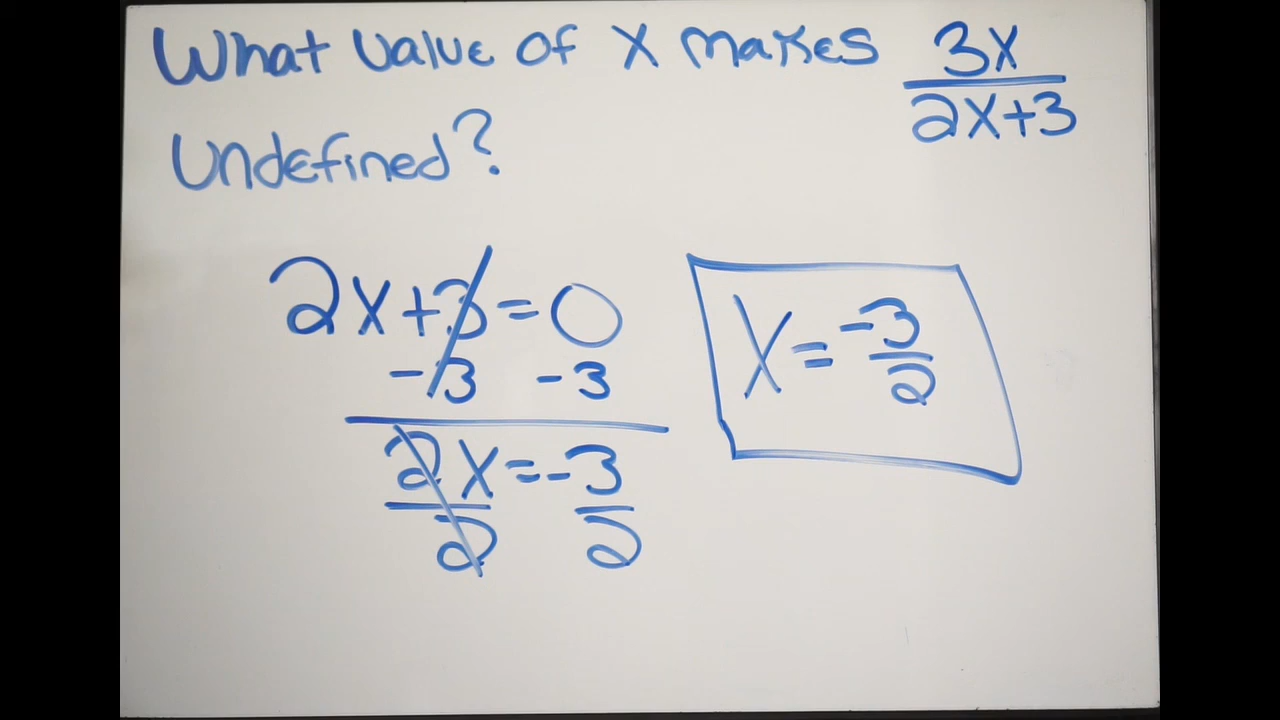 What value of X makes 3X/2X+3
Undefined?
2X+3=0
-3 -3
2X=-3
2 2
X=-3/2